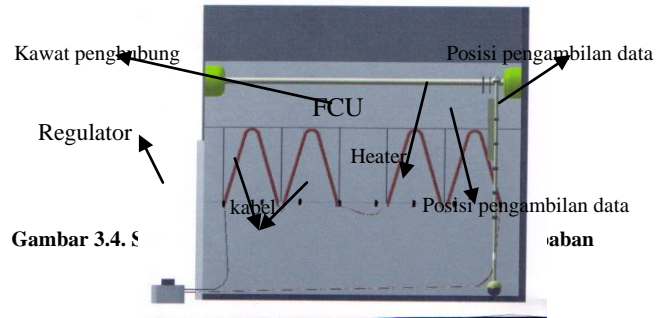 Kawat penghubung
Posisi pengambilan data
FCU
Regulator
Heater
kabel
Posisi pengambilan data
Gambar 3.4. S
baban